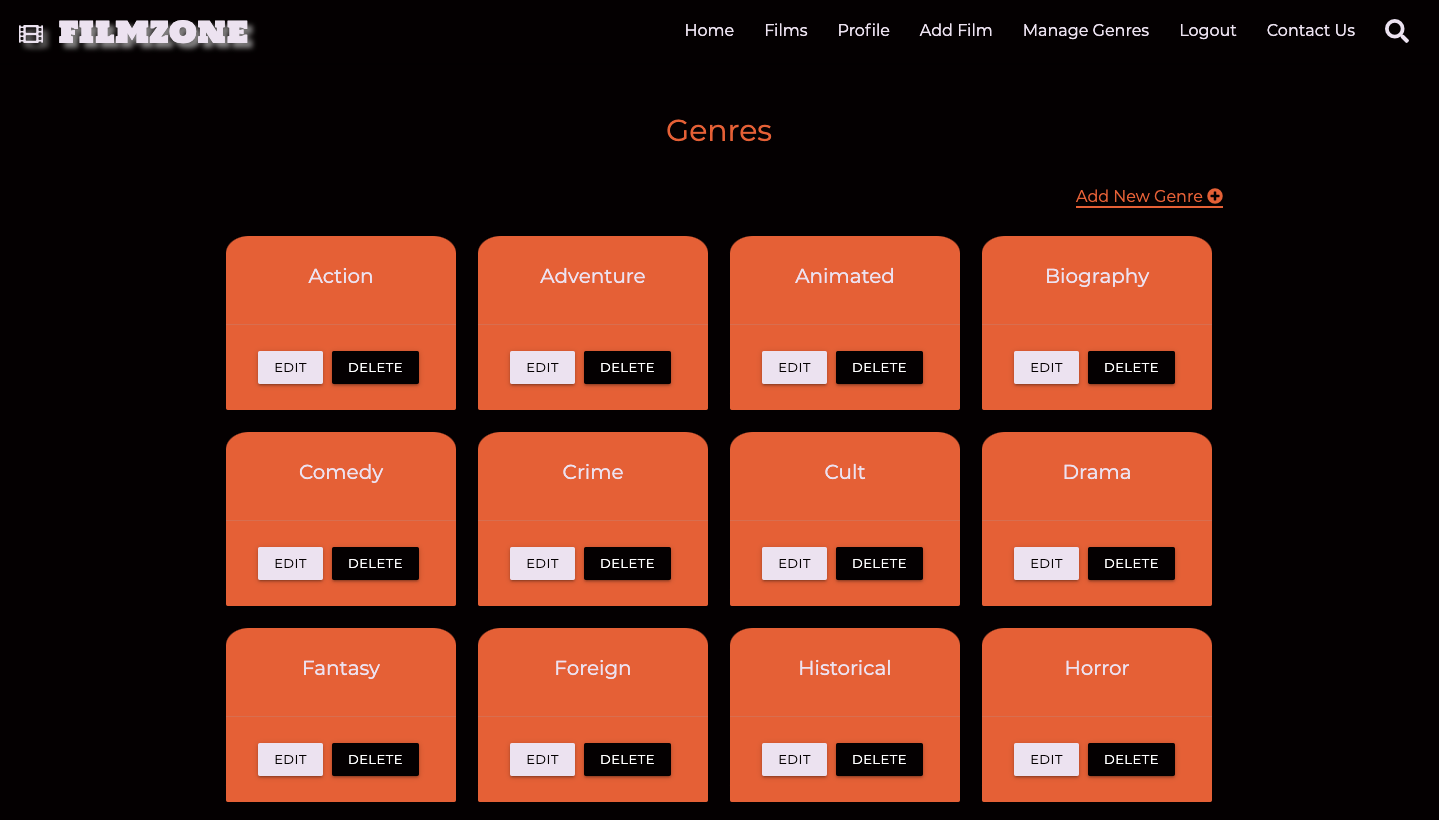 FILMZONE
Home Films Profile Add Film Manage Genres Logout Contact Us
Genres
Add New Genre
Action Adventure Animated Biography
EDIT DELETE EDIT DELETE EDIT DELETE EDIT DELETE
Comedy Crime Cult Drama
EDIT DELETE EDIT DELETE EDIT DELETE EDIT DELETE
Fantasy Foreign Historical Horror
EDIT DELETE EDIT DELETE EDIT DELETE EDIT DELETE